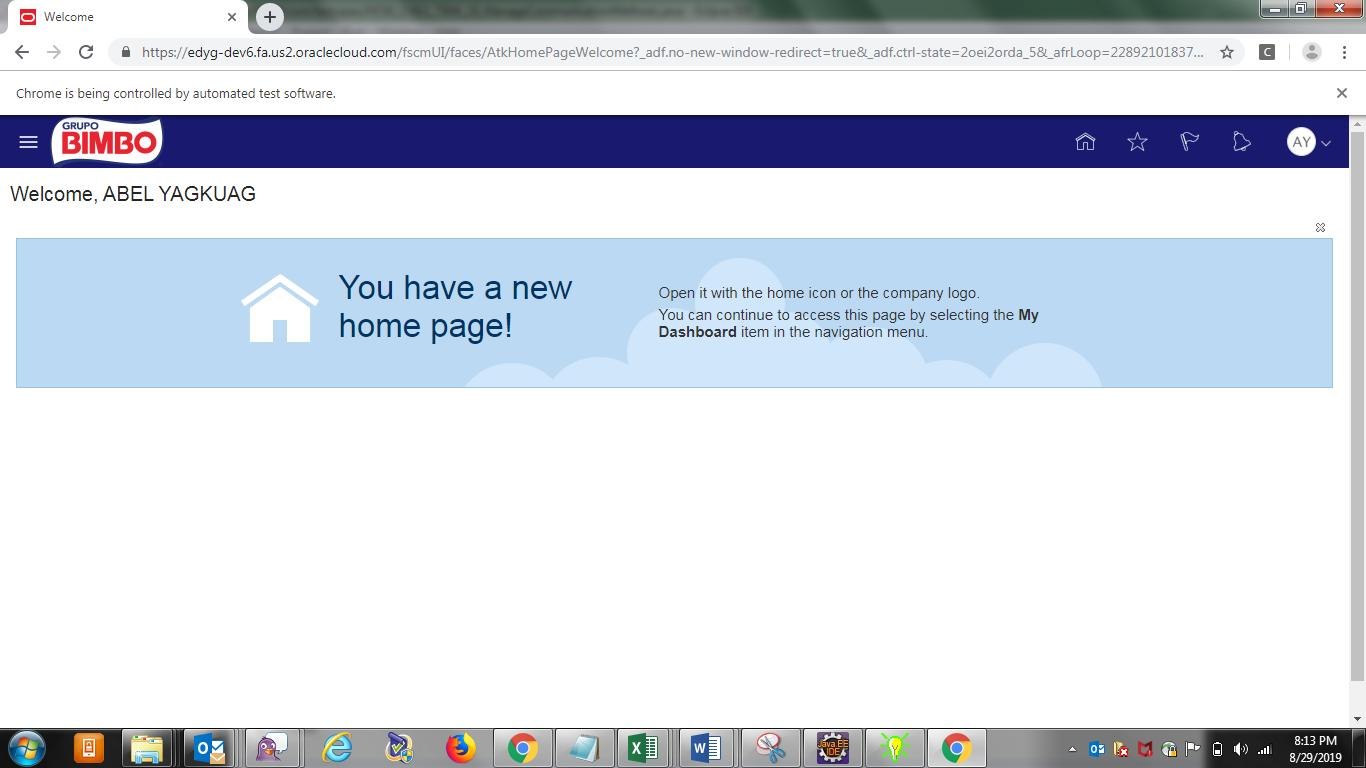 Welcome
https://edyg-dev6.fa.us2.oraclecloud.com/fscmUI/faces/AtkHomePageWelcome?_adf.no-new-window-redirect=true&_adf.ctrl-state=2oei2orda_5&_afrLoop=22892101837...
C
Chrome is being controlled by automated test software.
GRUPO
BIMBO
AY
Welcome, ABEL YAGKUAG
You have a new
home page!
Open it with the home icon or the company logo.
You can continue to access this page by selecting the My
Dashboard item in the navigation menu.
Java EE
IDE
8:13 PM
8/29/2019